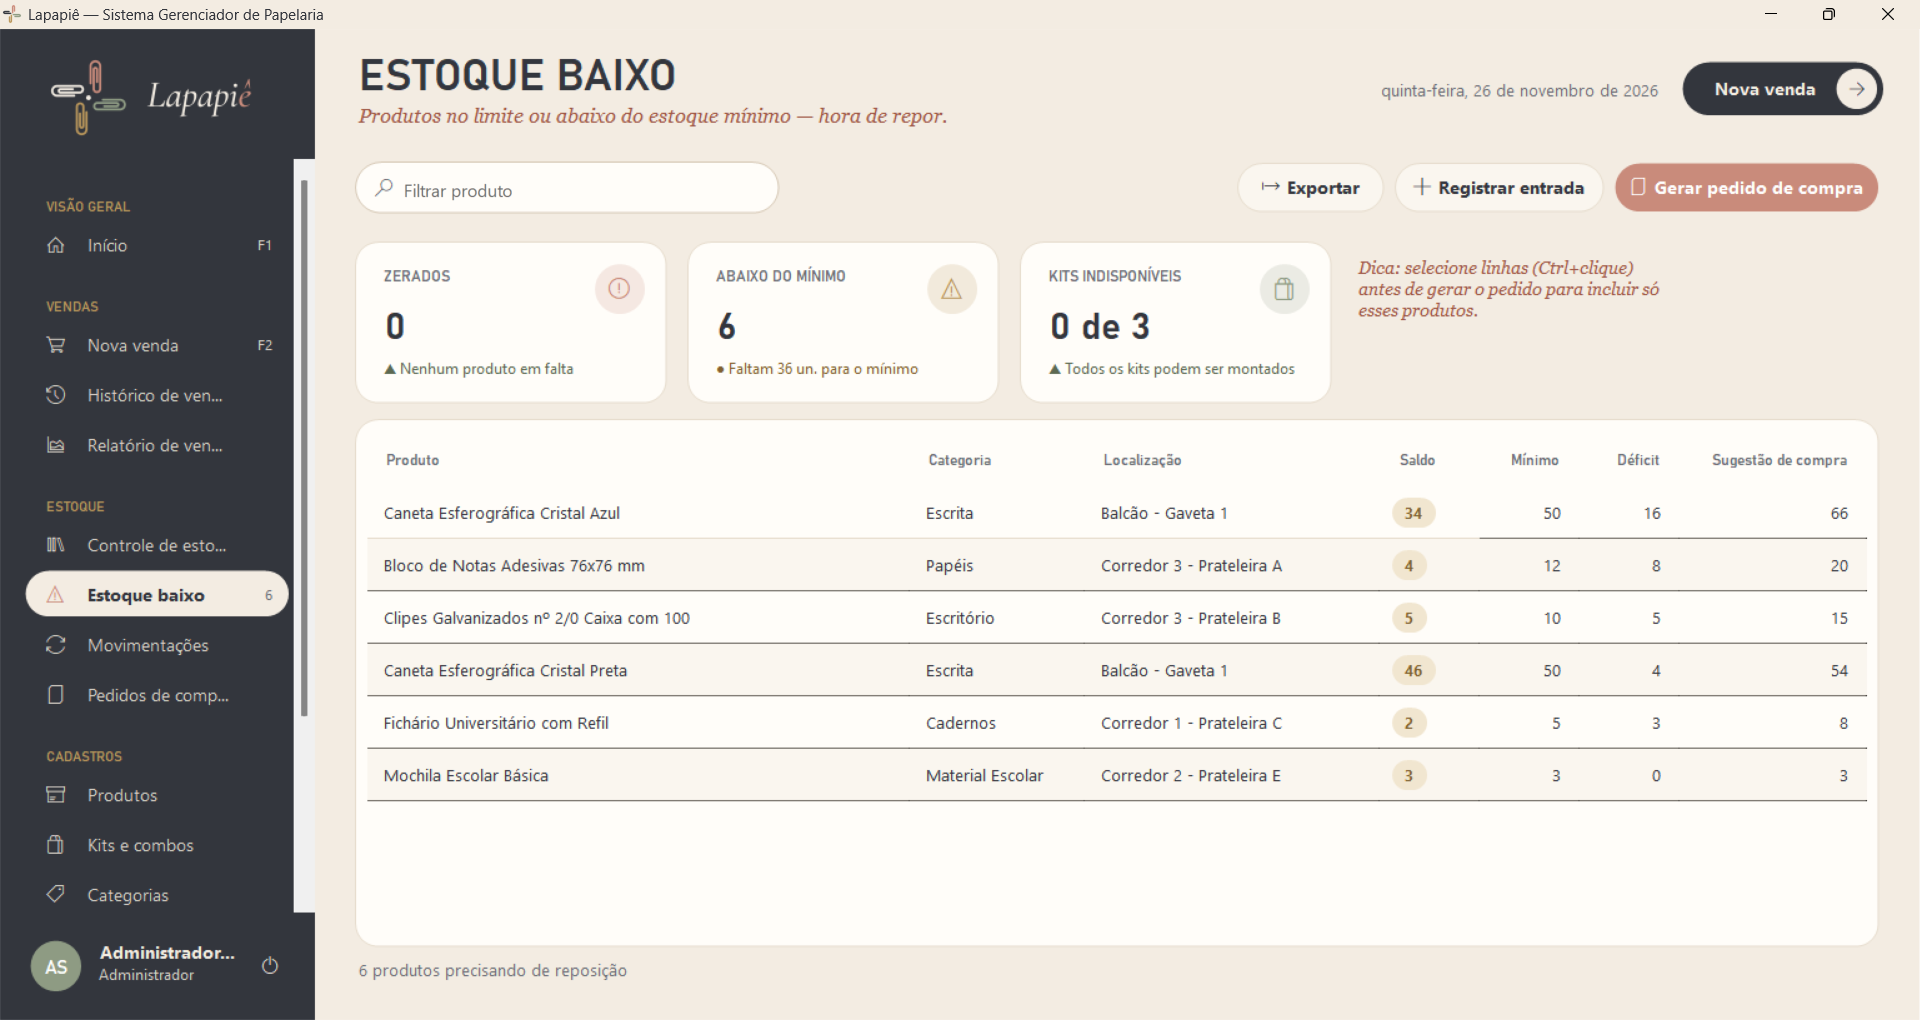 Lapapiê — Sistema Gerenciador de Papelaria
Lapapiê
VISÃO GERAL
Início F1
VENDAS
Nova venda F2
Histórico de ven...
Relatório de ven...
ESTOQUE
Controle de esto...
Estoque baixo 6
Movimentações
Pedidos de comp...
CADASTROS
Produtos
Kits e combos
Categorias
AS
Administrador...
Administrador
ESTOQUE BAIXO
Produtos no limite ou abaixo do estoque mínimo — hora de repor.
quinta-feira, 26 de novembro de 2026
Nova venda
Filtrar produto
Exportar
Registrar entrada
Gerar pedido de compra
ZERADOS
0
▲ Nenhum produto em falta
ABAIXO DO MÍNIMO
6
● Faltam 36 un. para o mínimo
KITS INDISPONÍVEIS
0 de 3
▲ Todos os kits podem ser montados
Dica: selecione linhas (Ctrl+clique)
antes de gerar o pedido para incluir só
esses produtos.
Produto Categoria Localização Saldo Mínimo Déficit Sugestão de compra
Caneta Esferográfica Cristal Azul Escrita Balcão - Gaveta 1 34 50 16 66
Bloco de Notas Adesivas 76x76 mm Papéis Corredor 3 - Prateleira A 4 12 8 20
Clipes Galvanizados nº 2/0 Caixa com 100 Escritório Corredor 3 - Prateleira B 5 10 5 15
Caneta Esferográfica Cristal Preta Escrita Balcão - Gaveta 1 46 50 4 54
Fichário Universitário com Refil Cadernos Corredor 1 - Prateleira C 2 5 3 8
Mochila Escolar Básica Material Escolar Corredor 2 - Prateleira E 3 3 0 3
6 produtos precisando de reposição